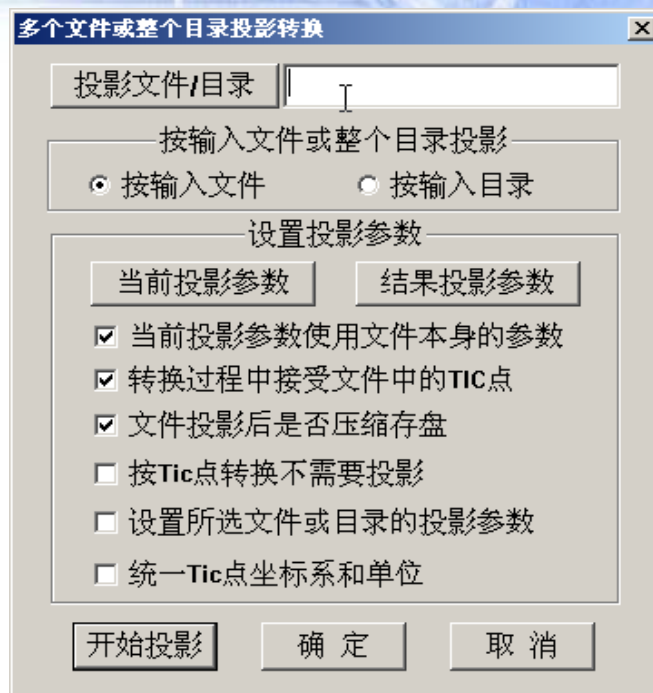 多个文件或整个目录投影转换
投影文件/目录
按输入文件或整个目录投影
按输入文件 按输入目录
设置投影参数
当前投影参数 结果投影参数
当前投影参数使用文件本身的参数
转换过程中接受文件中的TIC点
文件投影后是否压缩存盘
按Tic点转换不需要投影
设置所选文件或目录的投影参数
统一Tic点坐标系和单位
开始投影 确 定 取 消